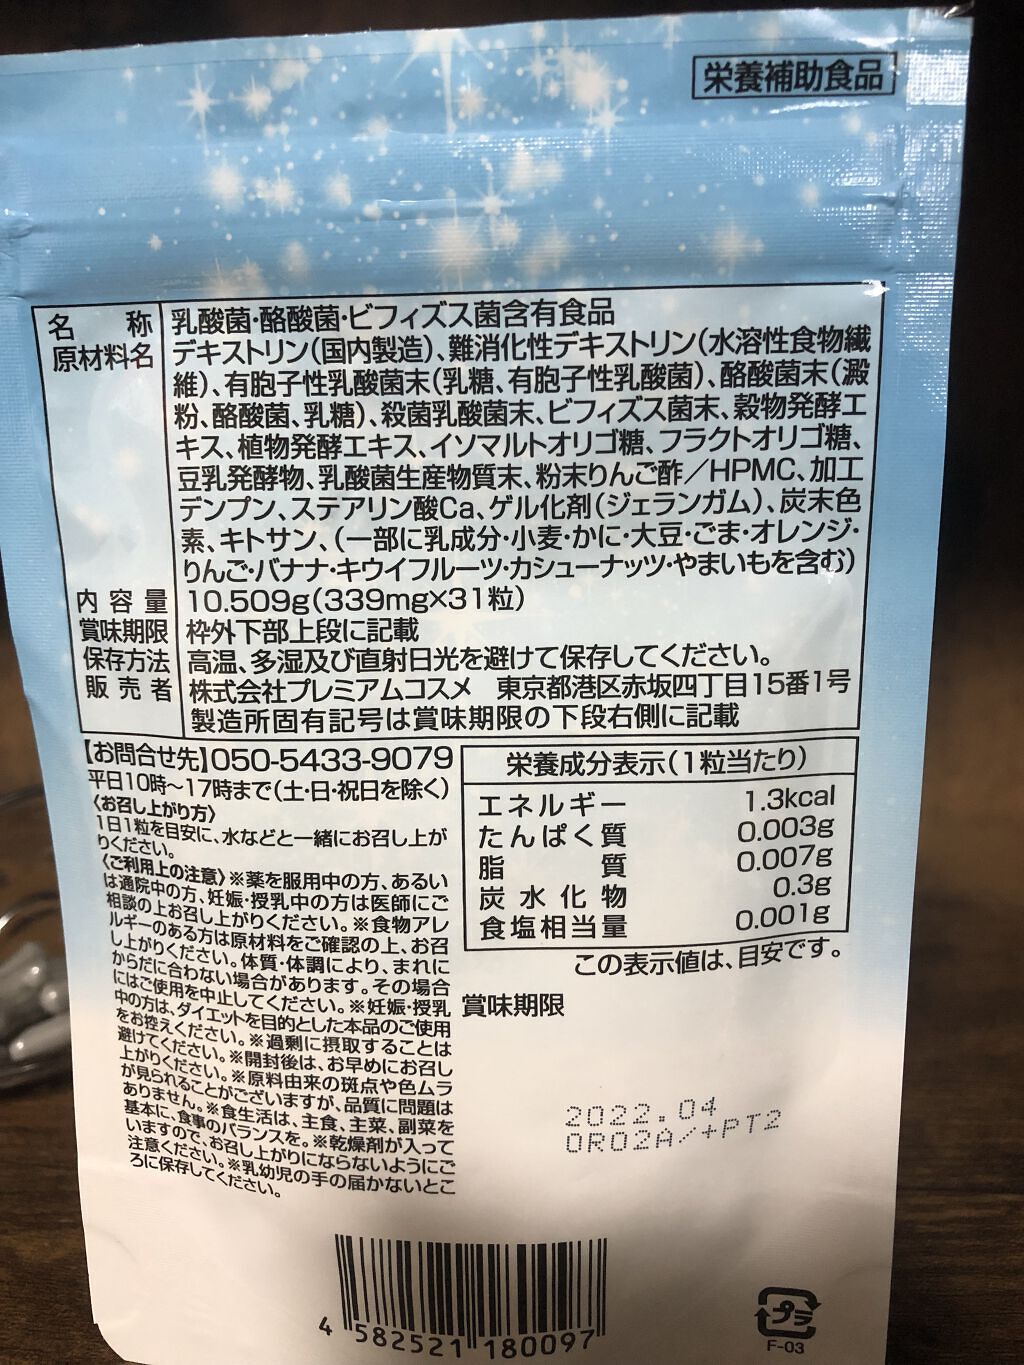 栄養補助食品
名称 乳酸菌・酪酸菌・ビフィズス菌含有食品
原材料名 デキストリン(国内製造)、難消化性デキストリン(水溶性食物繊
維)、有胞子性乳酸菌末(乳糖、有胞子性乳酸菌)、酪酸菌末(澱
粉、酪酸菌、乳糖)、殺菌乳酸菌末、ビフィズス菌末、穀物発酵エ
キス、植物発酵エキス、イソマルトオリゴ糖、フラクトオリゴ糖、
豆乳発酵物、乳酸菌生産物質末、粉末りんご酢／HPMC、加工
デンプン、ステアリン酸Ca、ゲル化剤(ジェランガム)、炭末色
素、キトサン、(一部に乳成分・小麦・かに・大豆・ごま・オレンジ・
りんご・バナナ・キウイフルーツ・カシューナッツ・やまいもを含む)
内容量 10.509g(339mg×31粒)
賞味期限 枠外下部上段に記載
保存方法 高温、多湿及び直射日光を避けて保存してください。
販売者 株式会社プレミアムコスメ 東京都港区赤坂四丁目15番1号
製造所固有記号は賞味期限の下段右側に記載
【お問合せ先】050-5433-9079
平日10時～17時まで(土・日・祝日を除く)
〈お召し上がり方〉
1日1粒を目安に、水などと一緒にお召し上が
りください。
〈ご利用上の注意〉※薬を服用中の方、あるい
は通院中の方、妊娠・授乳中の方は医師にご
相談の上お召し上がりください。※食物アレ
ルギーのある方は原材料をご確認の上、お召
し上がりください。体質・体調により、まれに
からだに合わない場合があります。その場合
にはご使用を中止してください。※妊娠・授乳
中の方は、ダイエットを目的とした本品のご使用
をお控えください。※過剰に摂取することは
避けてください。※開封後は、お早めにお召し
上がりください。※原料由来の斑点や色ムラ
が見られることがございますが、品質に問題は
ありません。※食生活は、主食、主菜、副菜を
基本に、食事のバランスを。※乾燥剤が入って
いますので、お召し上がりにならないようにご
注意ください。※乳幼児の手の届かないとこ
ろに保存してください。
栄養成分表示(1粒当たり)
エネルギー 1.3kcal
たんぱく質 0.003g
脂質 0.007g
炭水化物 0.3g
食塩相当量 0.001g
この表示値は、目安です。
賞味期限
2022.04
OR02A/+PT2
4 582521 180097
プラ
F-03